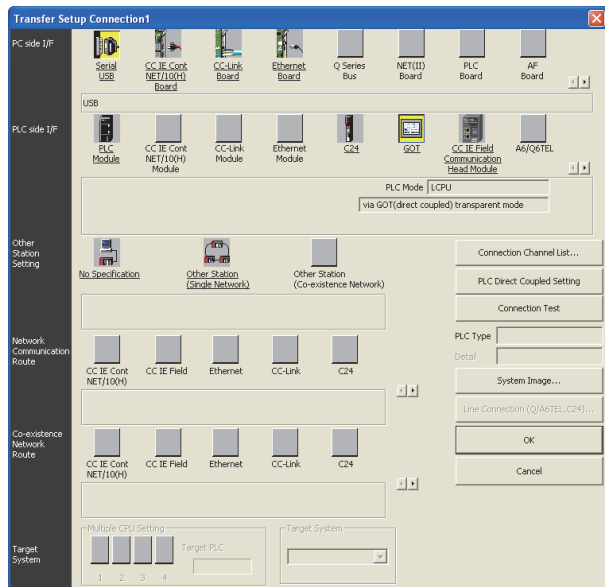 Transfer Setup Connection1
PC side I/F
Serial USB
CC IE Cont NET/10(H) Board
CC-Link Board
Ethernet Board
Q Series Bus
NET(II) Board
PLC Board
AF Board
USB
PLC side I/F
PLC Module
CC IE Cont NET/10(H) Module
CC-Link Module
Ethernet Module
C24
GOT
CC IE Field Communication Head Module
A6/Q6TEL
PLC Mode LCPU
via GOT(direct coupled) transparent mode
Other Station Setting
No Specification
Other Station (Single Network)
Other Station (Co-existence Network)
Connection Channel List...
PLC Direct Coupled Setting
Connection Test
PLC Type
Detail
System Image...
Line Connection (Q/A6TEL,C24)...
OK
Cancel
Network Communication Route
CC IE Cont NET/10(H)
CC IE Field
Ethernet
CC-Link
C24
Co-existence Network Route
CC IE Cont NET/10(H)
CC IE Field
Ethernet
CC-Link
C24
Target System
Multiple CPU Setting
1 2 3 4
Target PLC
Target System